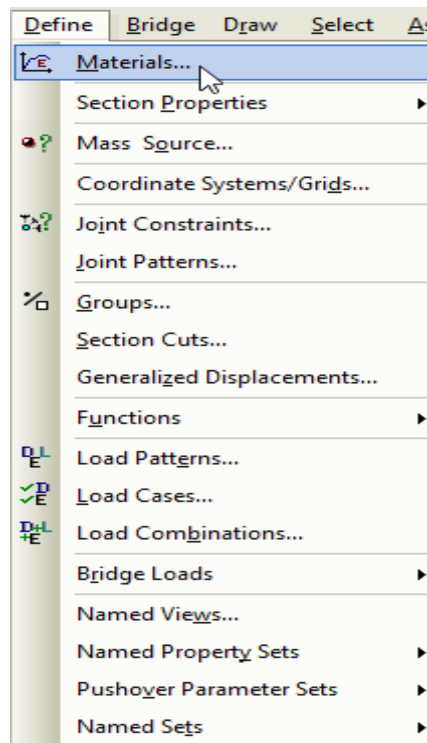 Define Bridge Draw Select
Materials...
Section Properties
Mass Source...
Coordinate Systems/Grids...
Joint Constraints...
Joint Patterns...
Groups...
Section Cuts...
Generalized Displacements...
Functions
Load Patterns...
Load Cases...
Load Combinations...
Bridge Loads
Named Views...
Named Property Sets
Pushover Parameter Sets
Named Sets